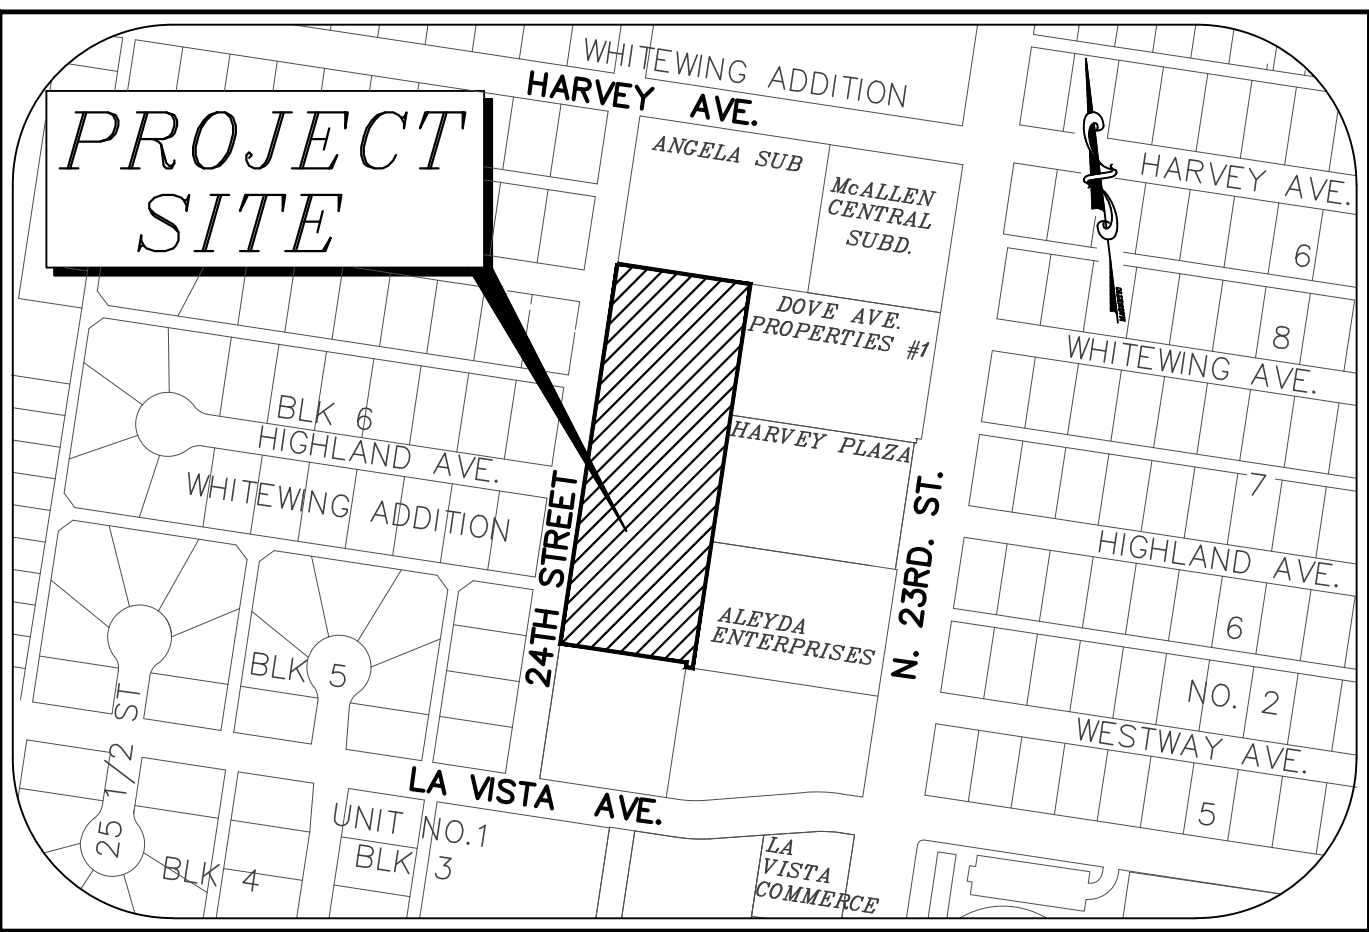 WHITEWING ADDITION
HARVEY AVE.
PROJECT
SITE
ANGELA SUB
McALLEN
CENTRAL
SUBD.
HARVEY AVE.
6
DOVE AVE.
PROPERTIES #1
8
WHITEWING AVE.
BLK 6
HIGHLAND AVE.
HARVEY PLAZA
WHITEWING ADDITION
7
24TH STREET
N. 23RD. ST.
HIGHLAND AVE.
ALEYDA
ENTERPRISES
6
BLK 5
NO. 2
25 1/2 ST
WESTWAY AVE.
LA VISTA AVE.
5
UNIT NO.1
BLK 3
BLK 4
LA
VISTA
COMMERCE